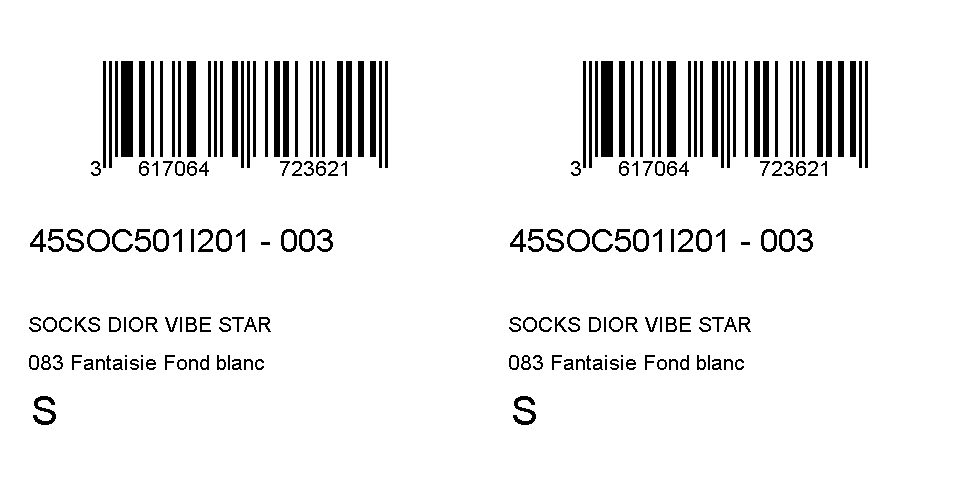 3 617064 723621
45SOC501I201 - 003
SOCKS DIOR VIBE STAR
083 Fantaisie Fond blanc
S
3 617064 723621
45SOC501I201 - 003
SOCKS DIOR VIBE STAR
083 Fantaisie Fond blanc
S